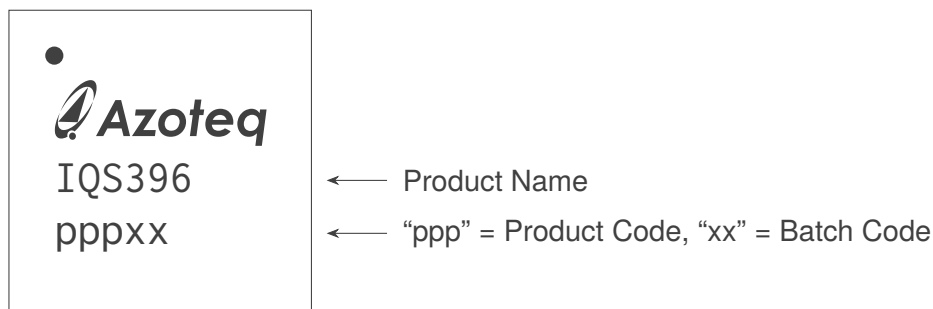 Azoteq
IQS396
Product Name
pppxx
“ppp” = Product Code, “xx” = Batch Code